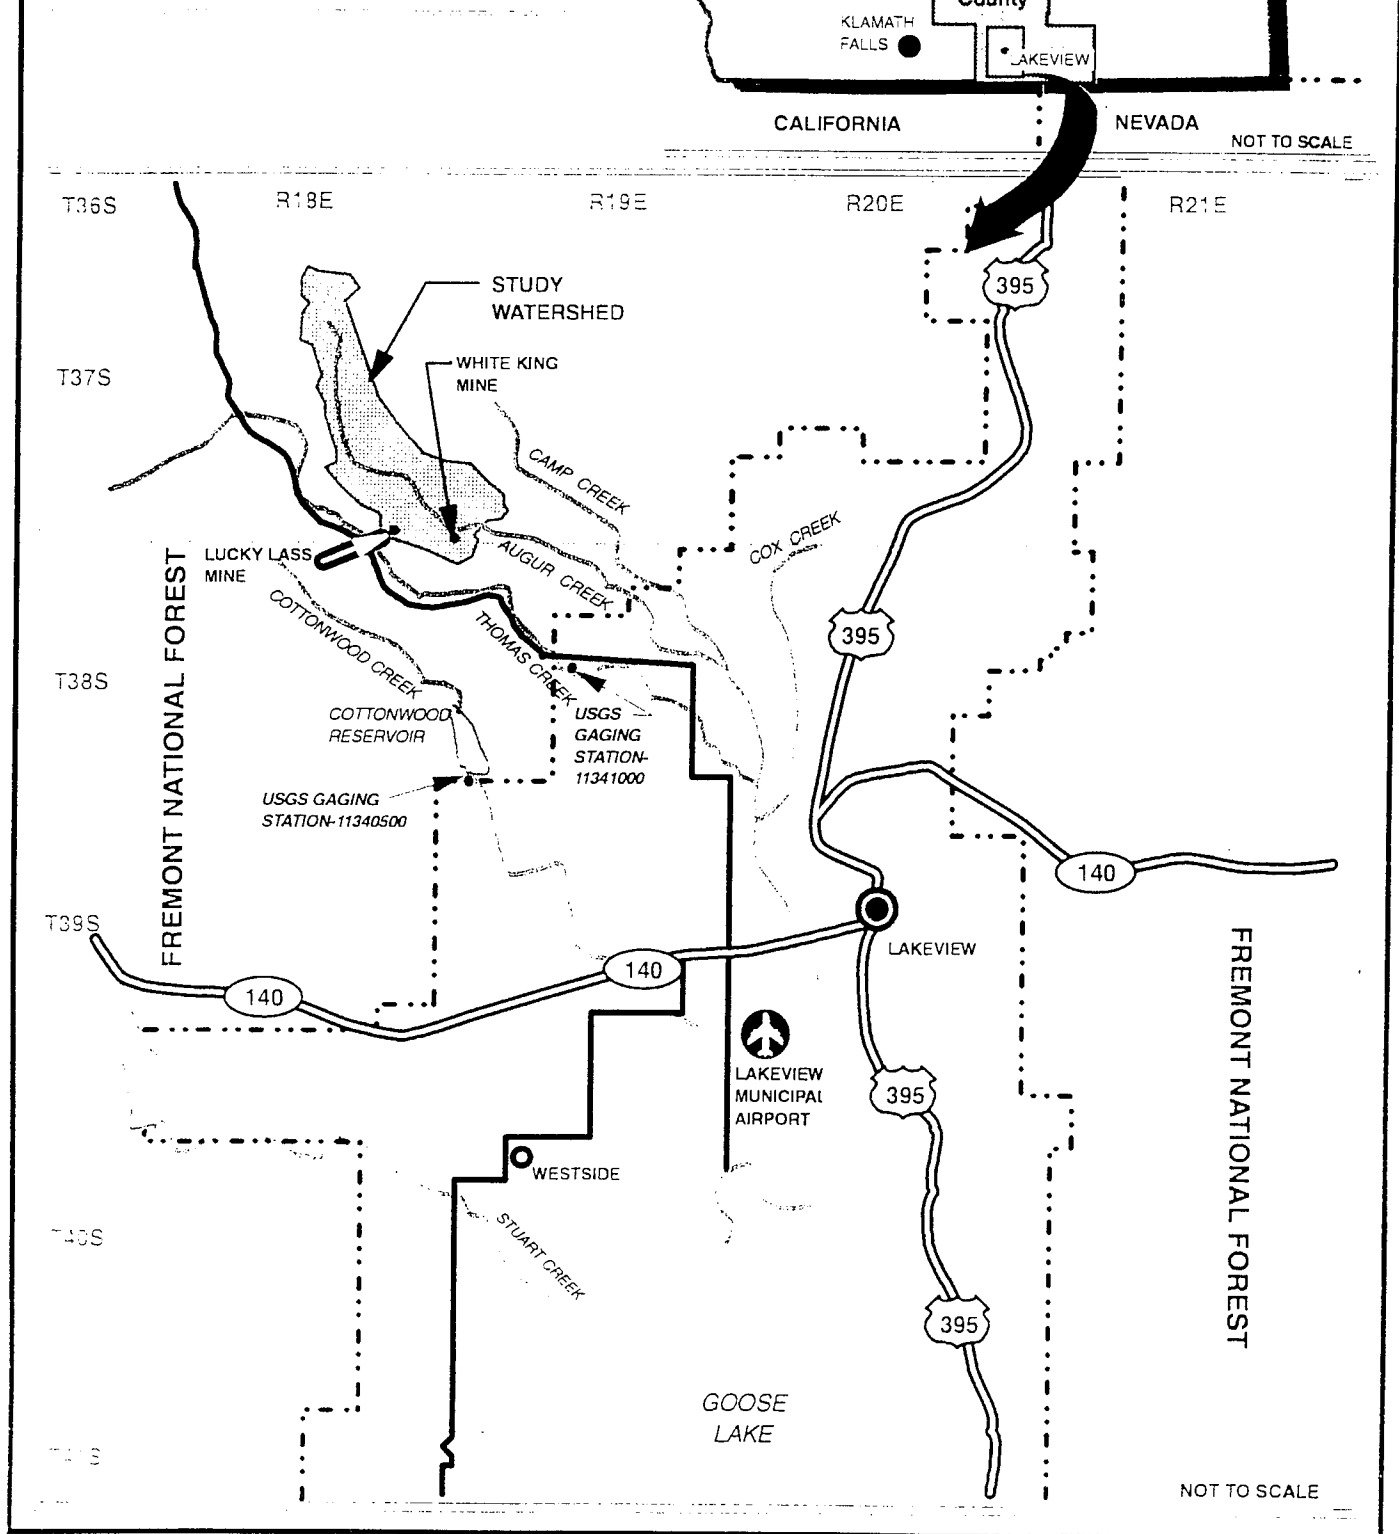 County
KLAMATH
FALLS
LAKEVIEW
CALIFORNIA
NEVADA
NOT TO SCALE
T36S
R18E
R19E
R20E
R21E
395
STUDY
WATERSHED
WHITE KING
MINE
T37S
CAMP CREEK
COX CREEK
LUCKY LASS
MINE
AUGUR CREEK
COTTONWOOD CREEK
THOMAS CREEK
395
FREMONT NATIONAL FOREST
T38S
COTTONWOOD
RESERVOIR
USGS
GAGING
STATION-
11341000
USGS GAGING
STATION-11340500
140
T39S
LAKEVIEW
140
140
LAKEVIEW
MUNICIPAL
AIRPORT
395
FREMONT NATIONAL FOREST
WESTSIDE
T40S
STUART CREEK
395
GOOSE
LAKE
NOT TO SCALE